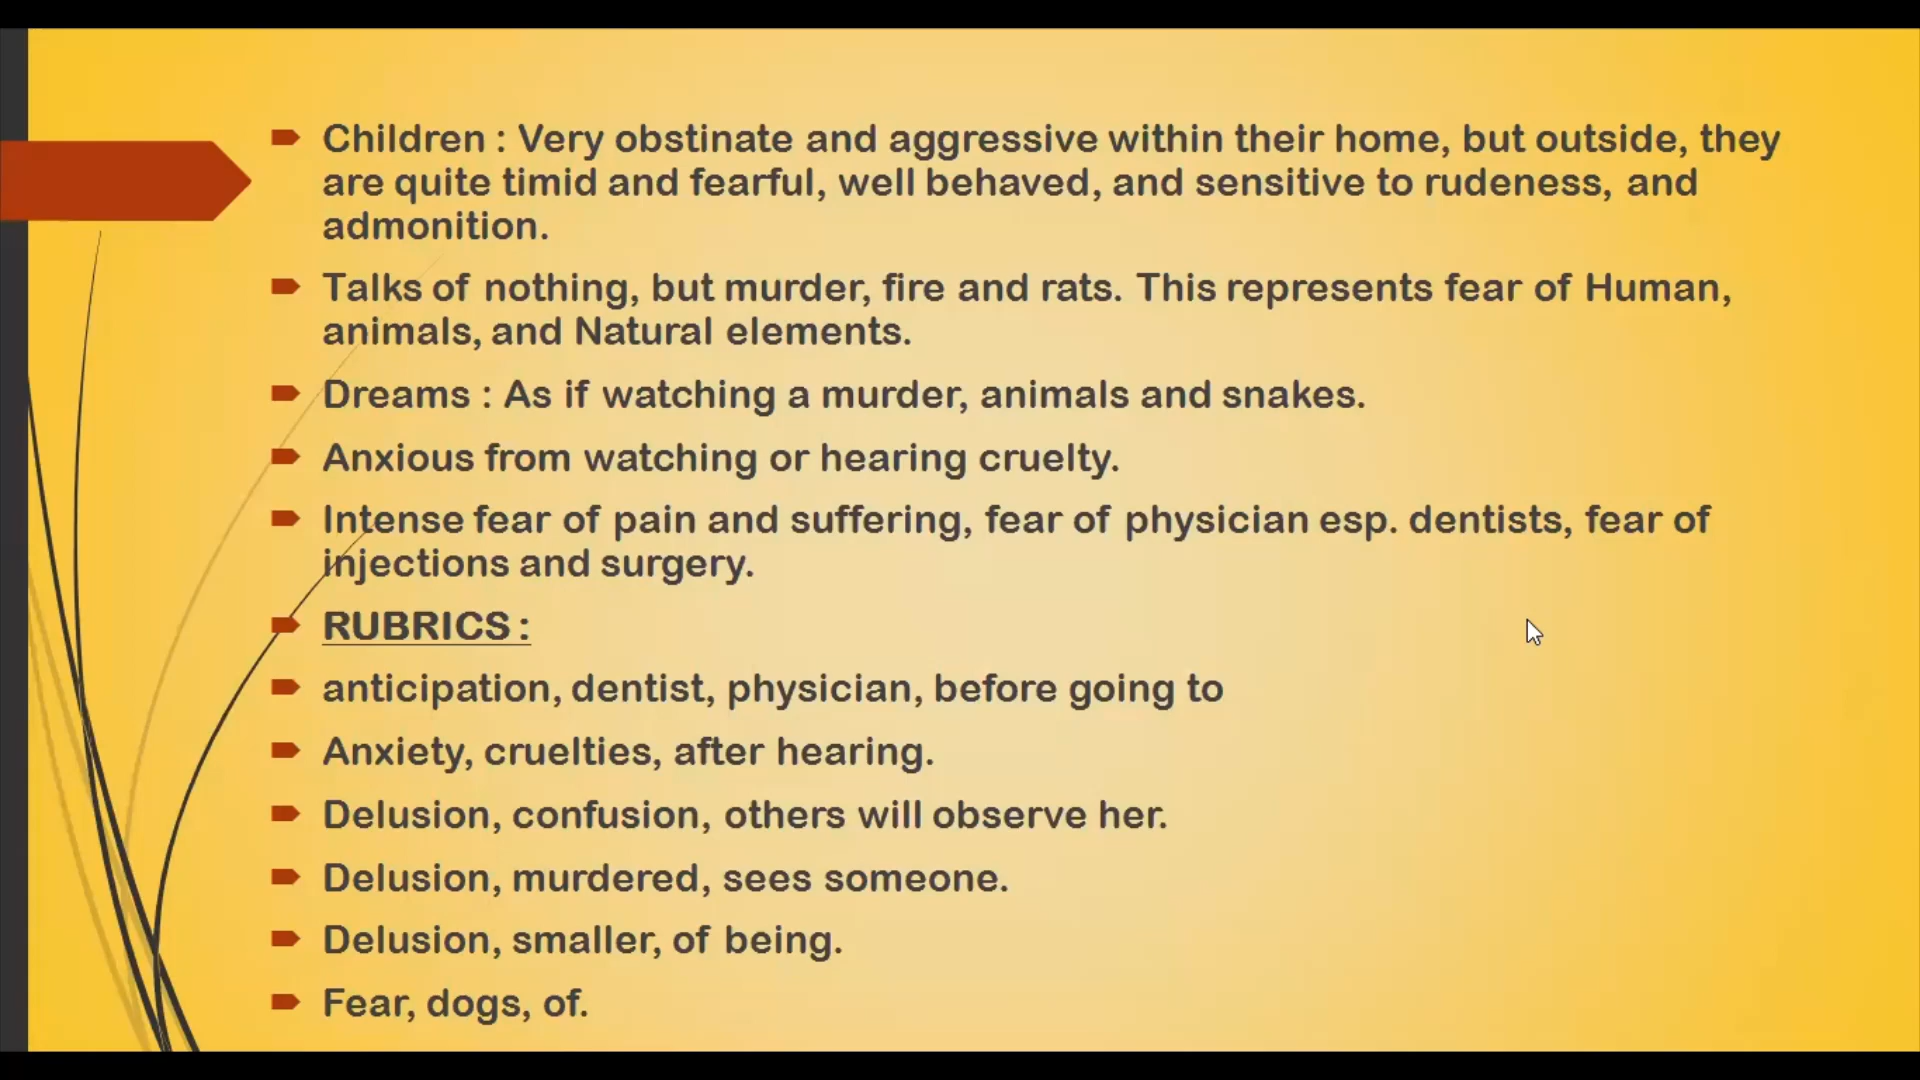 Children : Very obstinate and aggressive within their home, but outside, they
are quite timid and fearful, well behaved, and sensitive to rudeness, and
admonition.
Talks of nothing, but murder, fire and rats. This represents fear of Human,
animals, and Natural elements.
Dreams : As if watching a murder, animals and snakes.
Anxious from watching or hearing cruelty.
Intense fear of pain and suffering, fear of physician esp. dentists, fear of
injections and surgery.
RUBRICS :
anticipation, dentist, physician, before going to
Anxiety, cruelties, after hearing.
Delusion, confusion, others will observe her.
Delusion, murdered, sees someone.
Delusion, smaller, of being.
Fear, dogs, of.